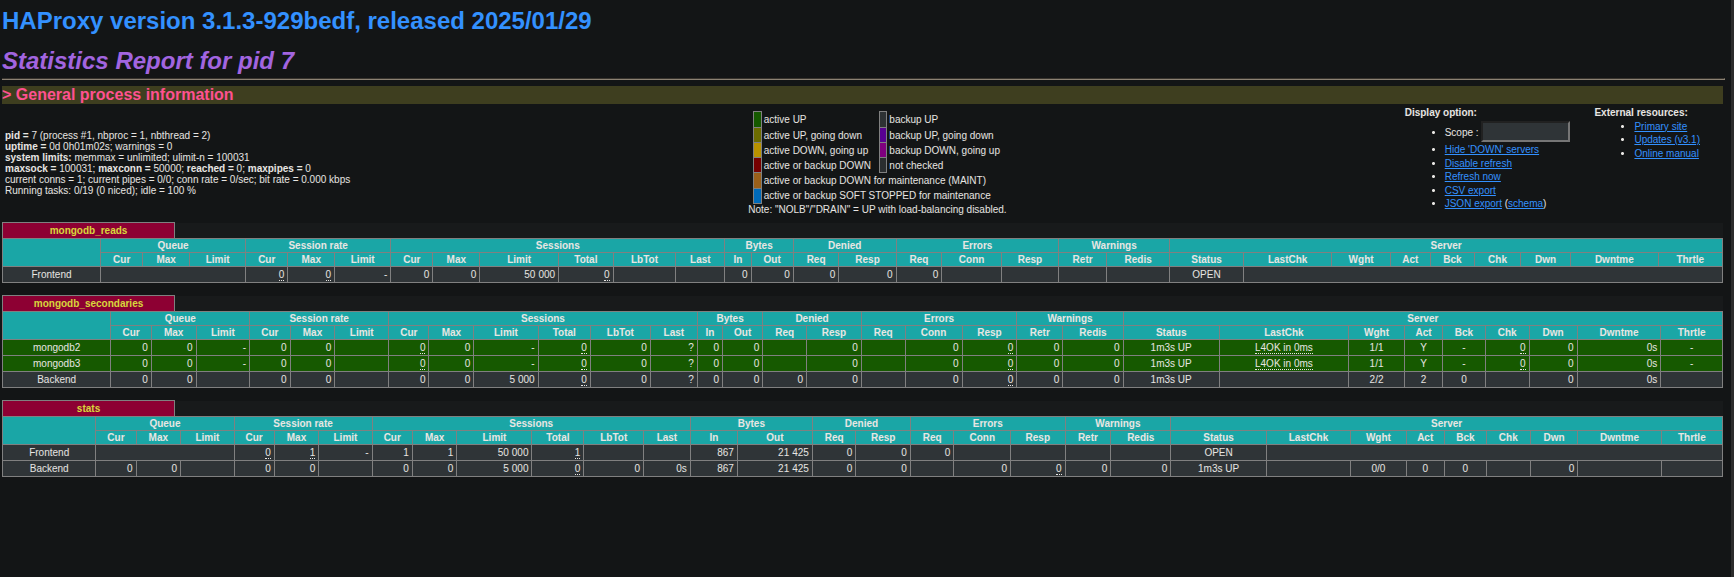 HAProxy version 3.1.3-929bedf, released 2025/01/29
Statistics Report for pid 7
> General process information
pid = 7 (process #1, nbproc = 1, nbthread = 2)
uptime = 0d 0h01m02s; warnings = 0
system limits: memmax = unlimited; ulimit-n = 100031
maxsock = 100031; maxconn = 50000; reached = 0; maxpipes = 0
current conns = 1; current pipes = 0/0; conn rate = 0/sec; bit rate = 0.000 kbps
Running tasks: 0/19 (0 niced); idle = 100 %
active UP backup UP
active UP, going down backup UP, going down
active DOWN, going up backup DOWN, going up
active or backup DOWN not checked
active or backup DOWN for maintenance (MAINT)
active or backup SOFT STOPPED for maintenance
Note: "NOLB"/"DRAIN" = UP with load-balancing disabled.
Display option:
Scope :
Hide 'DOWN' servers
Disable refresh
Refresh now
CSV export
JSON export (schema)
External resources:
Primary site
Updates (v3.1)
Online manual
mongodb_reads
Queue Session rate Sessions Bytes Denied Errors Warnings Server
Cur Max Limit Cur Max Limit Cur Max Limit Total LbTot Last In Out Req Resp Req Conn Resp Retr Redis Status LastChk Wght Act Bck Chk Dwn Dwntme Thrtle
Frontend 0 0 - 0 0 50 000 0 0 0 0 0 0 OPEN
mongodb_secondaries
Queue Session rate Sessions Bytes Denied Errors Warnings Server
Cur Max Limit Cur Max Limit Cur Max Limit Total LbTot Last In Out Req Resp Req Conn Resp Retr Redis Status LastChk Wght Act Bck Chk Dwn Dwntme Thrtle
mongodb2 0 0 - 0 0 0 0 - 0 0 ? 0 0 0 0 0 0 0 1m3s UP L4OK in 0ms 1/1 Y - 0 0 0s -
mongodb3 0 0 - 0 0 0 0 - 0 0 ? 0 0 0 0 0 0 0 1m3s UP L4OK in 0ms 1/1 Y - 0 0 0s -
Backend 0 0 0 0 0 0 5 000 0 0 ? 0 0 0 0 0 0 0 0 1m3s UP 2/2 2 0 0 0s
stats
Queue Session rate Sessions Bytes Denied Errors Warnings Server
Cur Max Limit Cur Max Limit Cur Max Limit Total LbTot Last In Out Req Resp Req Conn Resp Retr Redis Status LastChk Wght Act Bck Chk Dwn Dwntme Thrtle
Frontend 0 1 - 1 1 50 000 1 867 21 425 0 0 0 OPEN
Backend 0 0 0 0 0 0 5 000 0 0 0s 867 21 425 0 0 0 0 0 0 1m3s UP 0/0 0 0 0